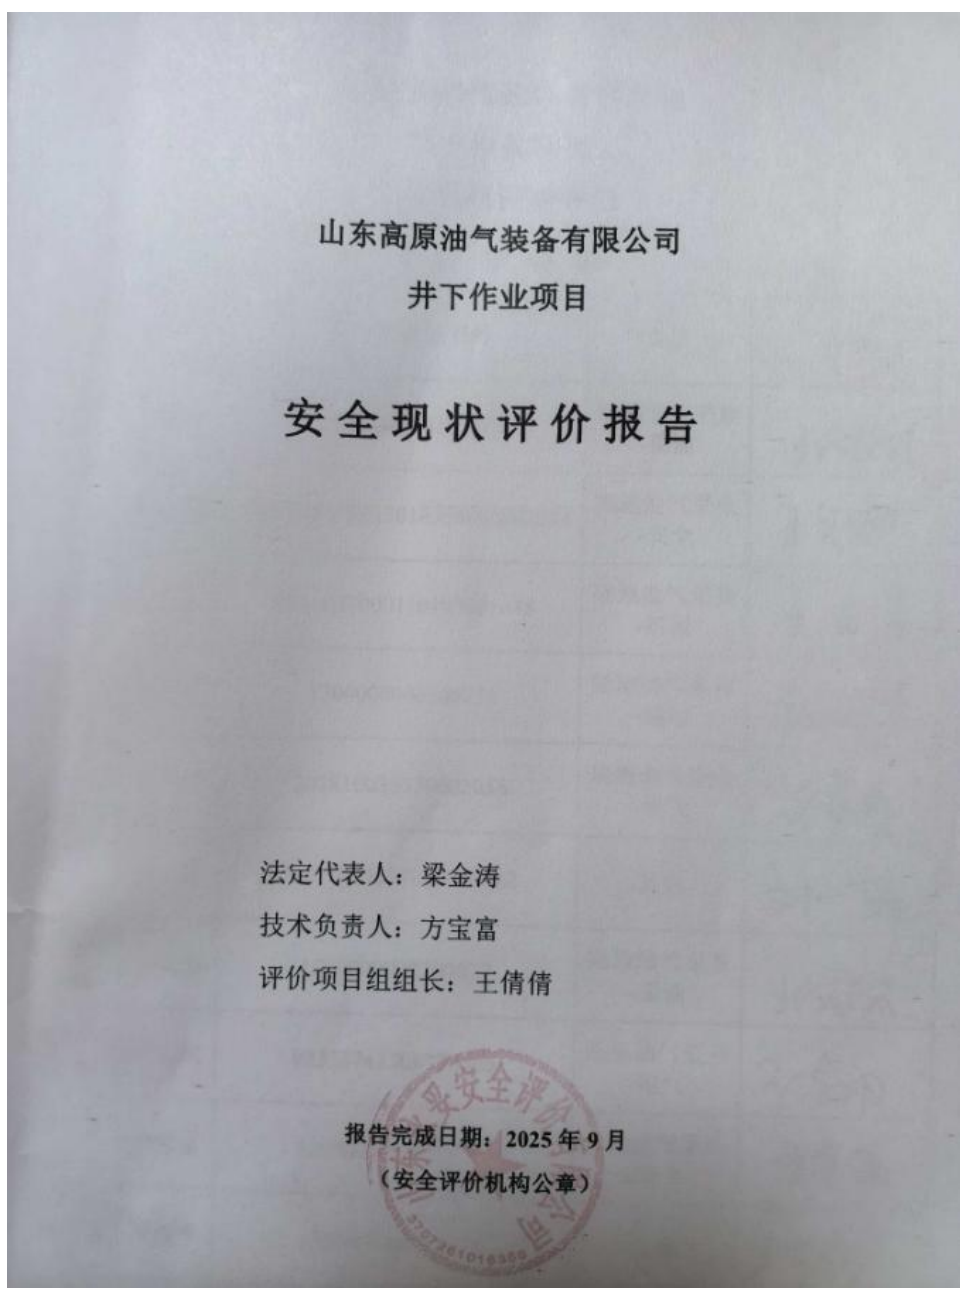 山东高原油气装备有限公司
井下作业项目
安全现状评价报告
法定代表人：梁金涛
技术负责人：方宝富
评价项目组组长：王倩倩
报告完成日期：2025年9月
（安全评价机构公章）